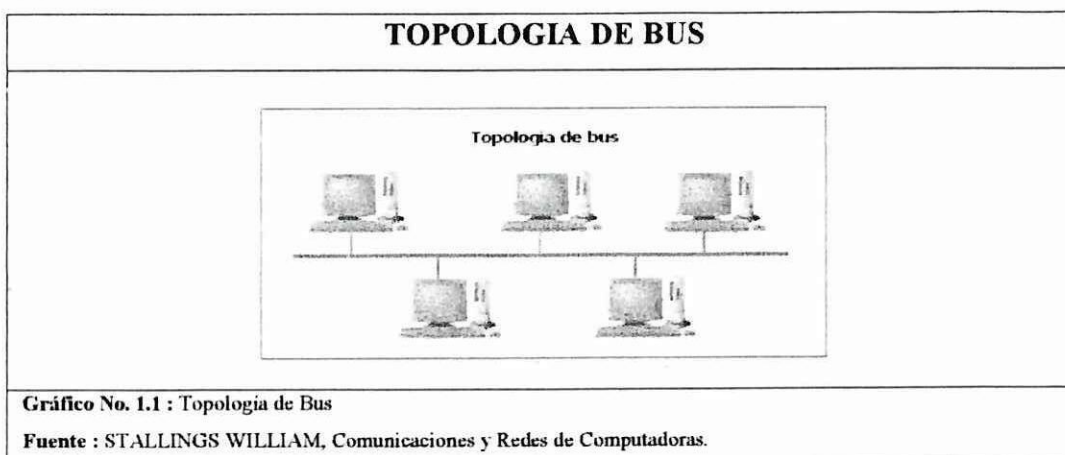 TOPOLOGIA DE BUS
Topologia de bus
Gráfico No. 1.1 : Topología de Bus
Fuente : STALLINGS WILLIAM, Comunicaciones y Redes de Computadoras.